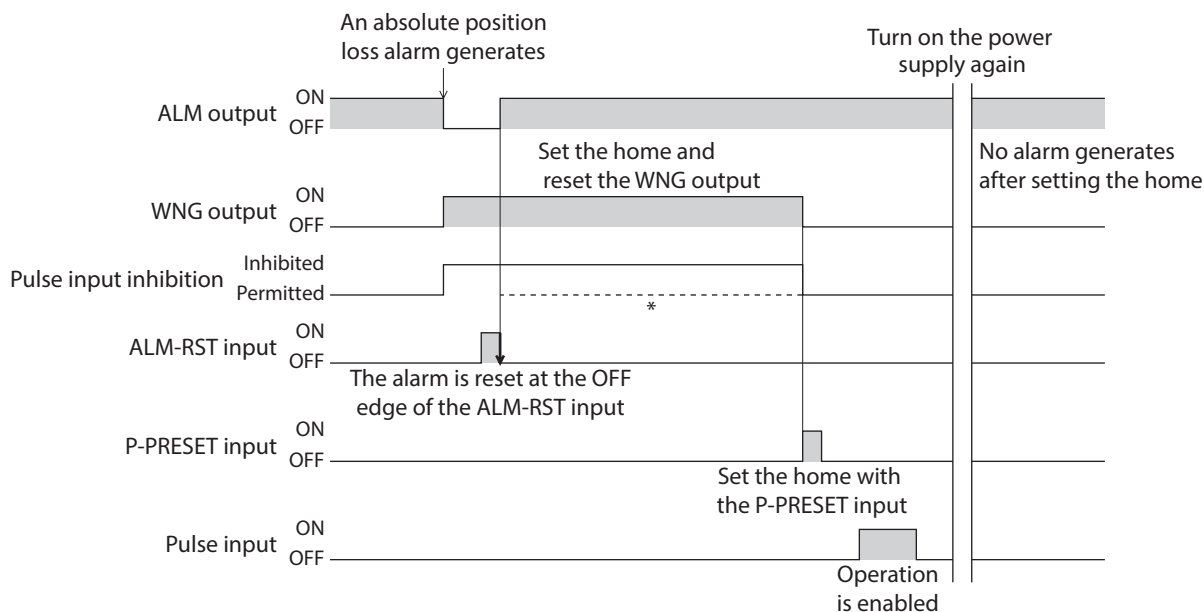 An absolute position
loss alarm generates
Turn on the power
supply again
ALM output
ON
OFF
Set the home and
reset the WNG output
No alarm generates
after setting the home
WNG output
ON
OFF
Pulse input inhibition
Inhibited
Permitted
*
ALM-RST input
ON
OFF
The alarm is reset at the OFF
edge of the ALM-RST input
P-PRESET input
ON
OFF
Set the home with
the P-PRESET input
Pulse input
ON
OFF
Operation
is enabled